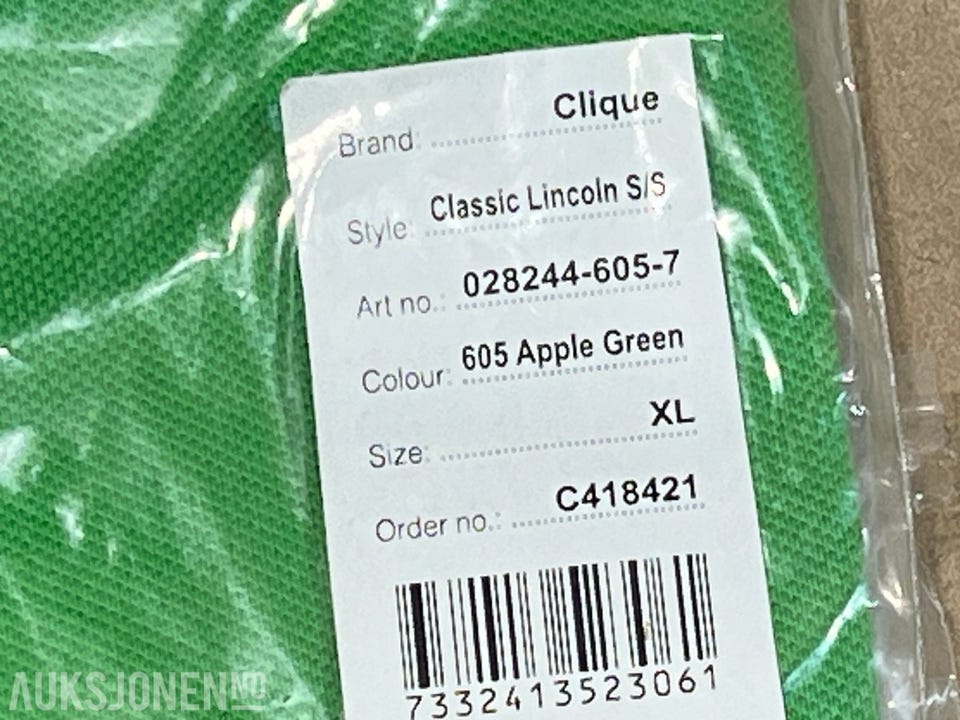 Brand: Clique
Style: Classic Lincoln S/S
Art no.: 028244-605-7
Colour: 605 Apple Green
Size: XL
Order no.: C418421
7332413523061
AUKSJONEN.NO